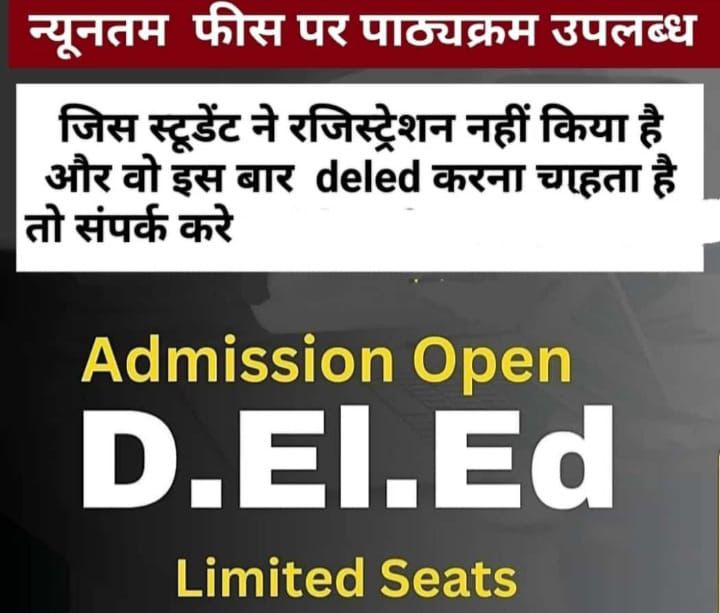 न्यूनतम फीस पर पाठ्यक्रम उपलब्ध
जिस स्टूडेंट ने रजिस्ट्रेशन नहीं किया है
और वो इस बार deled करना चाहता है
तो संपर्क करे
Admission Open
D.El.Ed
Limited Seats